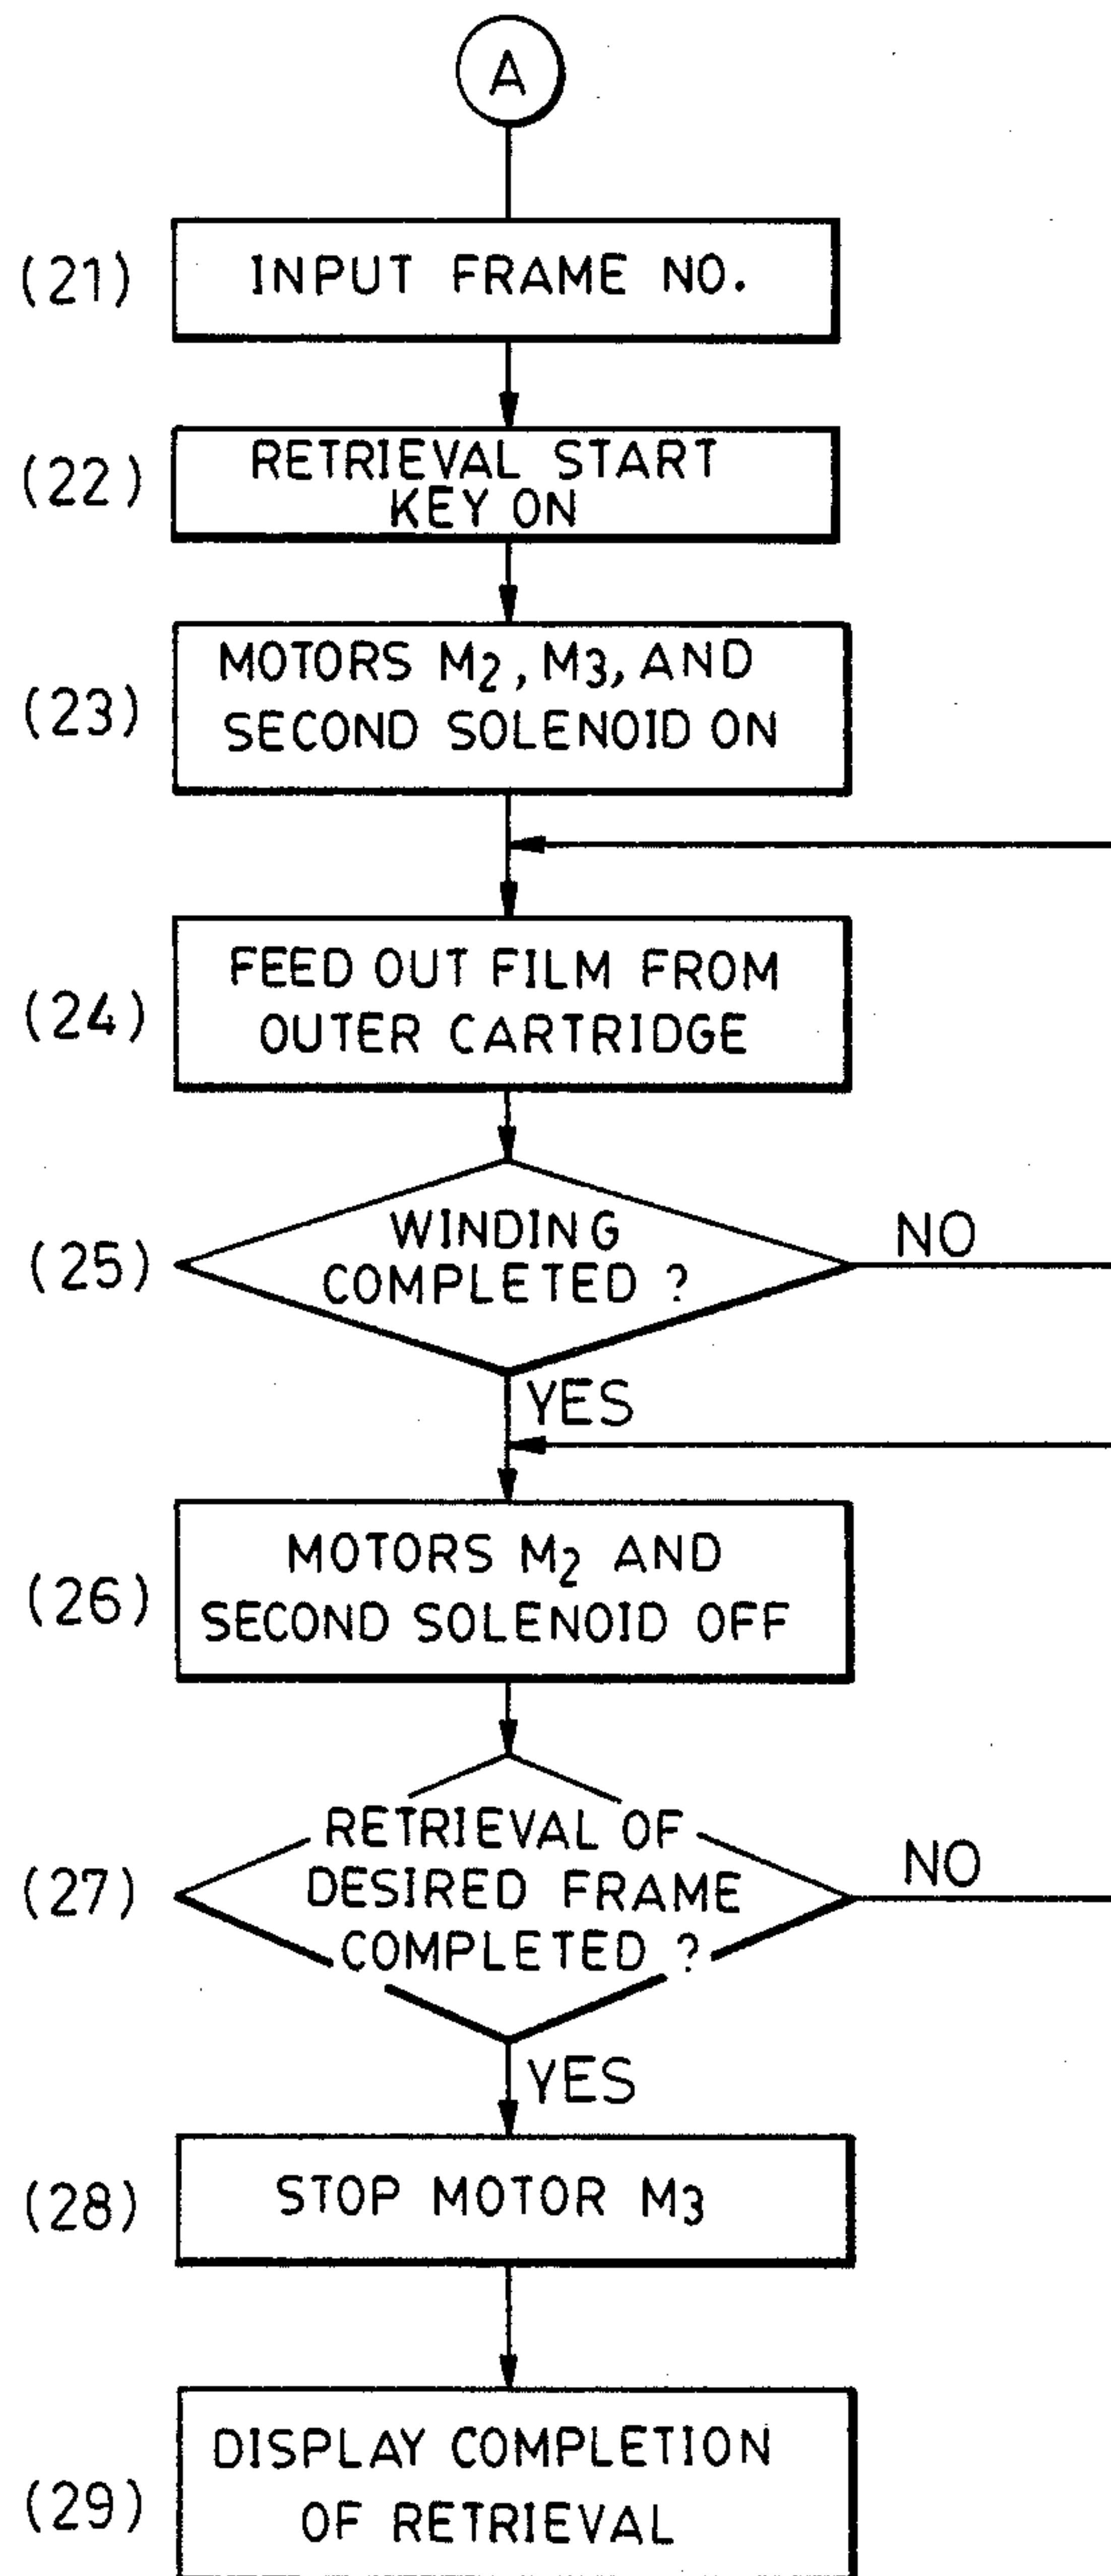 A
(21)
INPUT FRAME NO.
(22)
RETRIEVAL START
KEY ON
(23)
MOTORS M2, M3, AND
SECOND SOLENOID ON
(24)
FEED OUT FILM FROM
OUTER CARTRIDGE
(25)
WINDING
COMPLETED ?
NO
YES
(26)
MOTORS M2 AND
SECOND SOLENOID OFF
(27)
RETRIEVAL OF
DESIRED FRAME
COMPLETED ?
NO
YES
(28)
STOP MOTOR M3
(29)
DISPLAY COMPLETION
OF RETRIEVAL